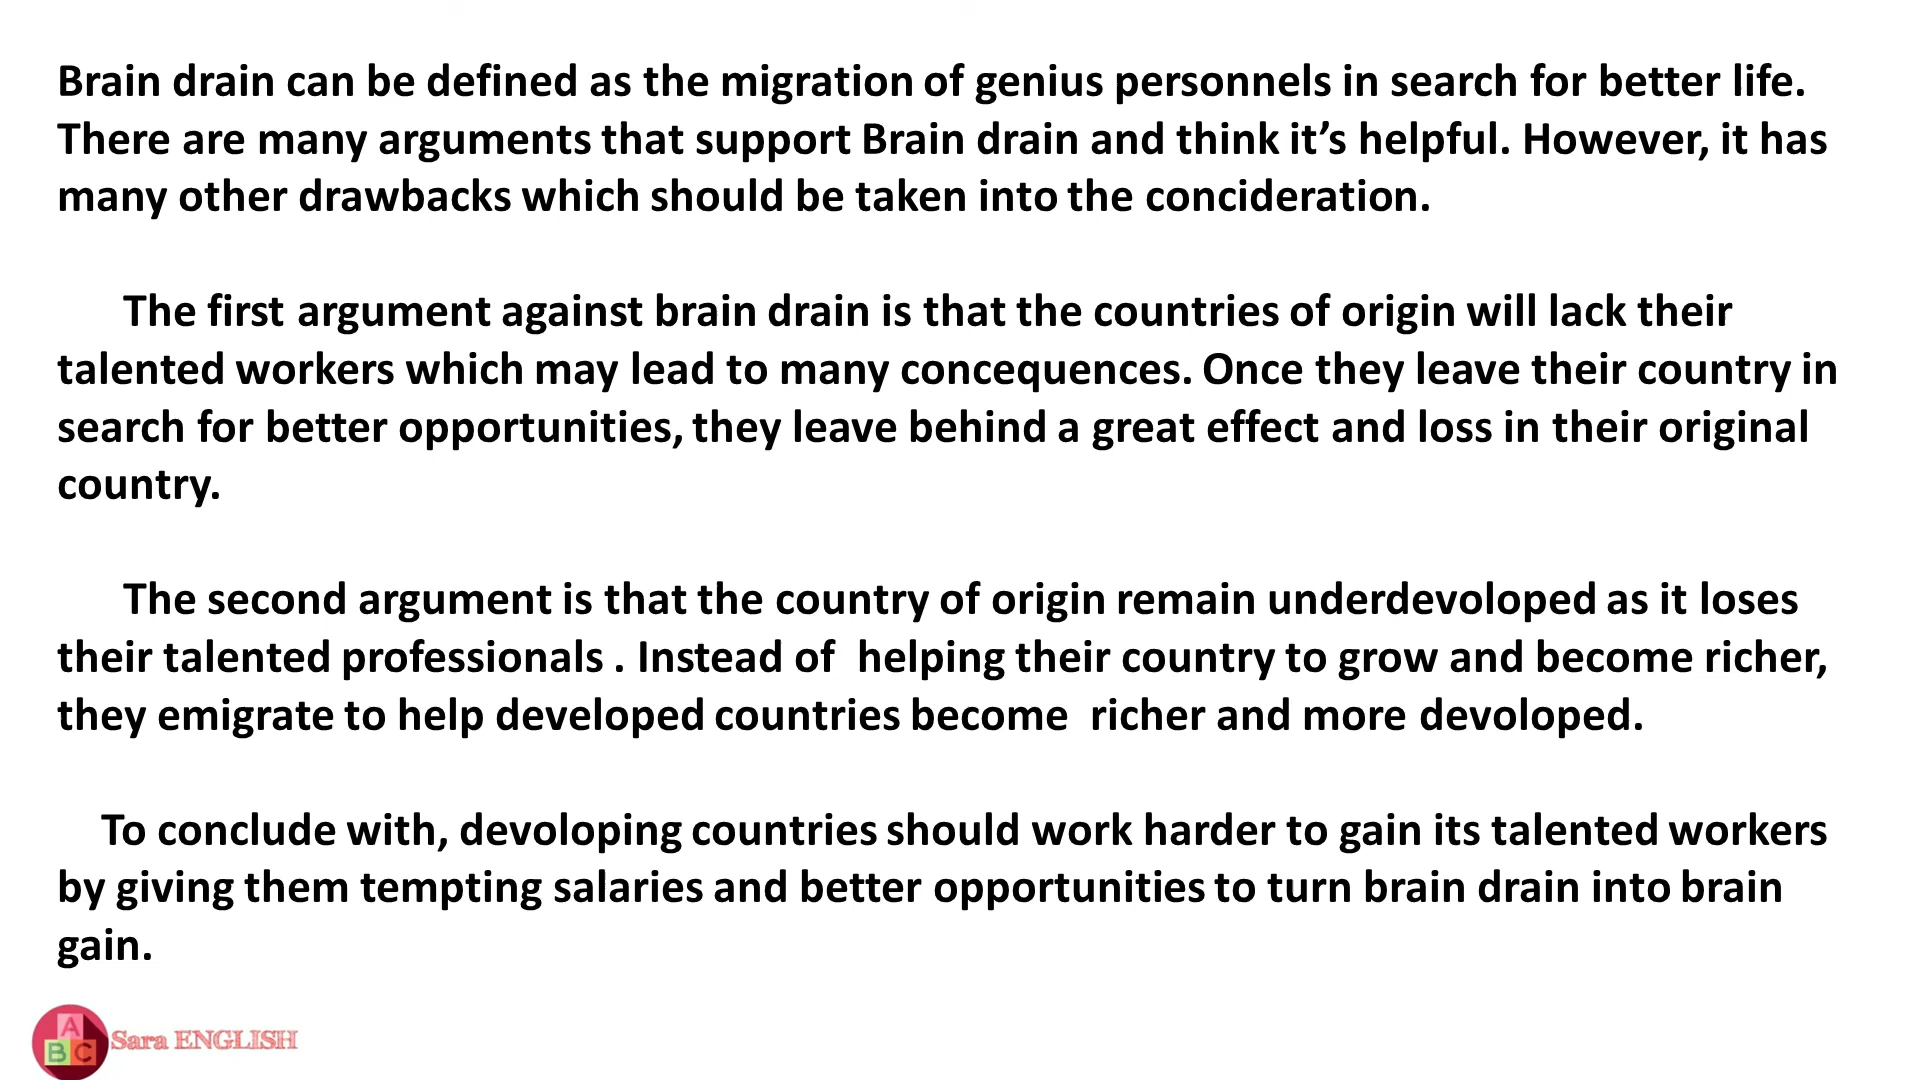 Brain drain can be defined as the migration of genius personnels in search for better life.
There are many arguments that support Brain drain and think it’s helpful. However, it has
many other drawbacks which should be taken into the concideration.
The first argument against brain drain is that the countries of origin will lack their
talented workers which may lead to many concequences. Once they leave their country in
search for better opportunities, they leave behind a great effect and loss in their original
country.
The second argument is that the country of origin remain underdevoloped as it loses
their talented professionals . Instead of  helping their country to grow and become richer,
they emigrate to help developed countries become  richer and more devoloped.
To conclude with, devoloping countries should work harder to gain its talented workers
by giving them tempting salaries and better opportunities to turn brain drain into brain
gain.
A
B C
Sara ENGLISH